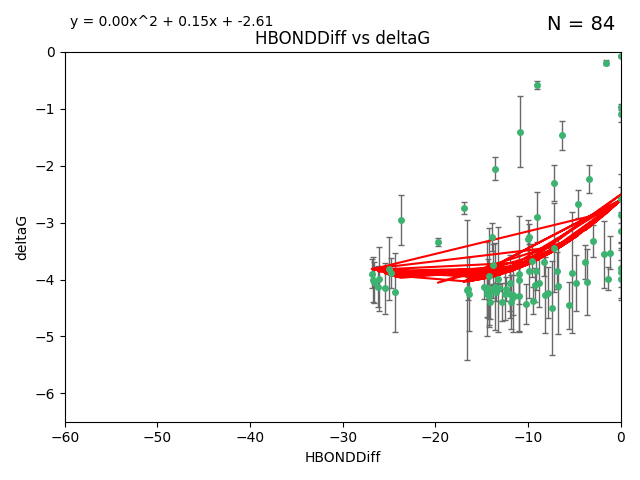 y = 0.00x^2 + 0.15x + -2.61
N = 84
HBONDDiff vs deltaG
0
−1
−2
−3
−4
−5
−6
deltaG
−60 −50 −40 −30 −20 −10 0
HBONDDiff